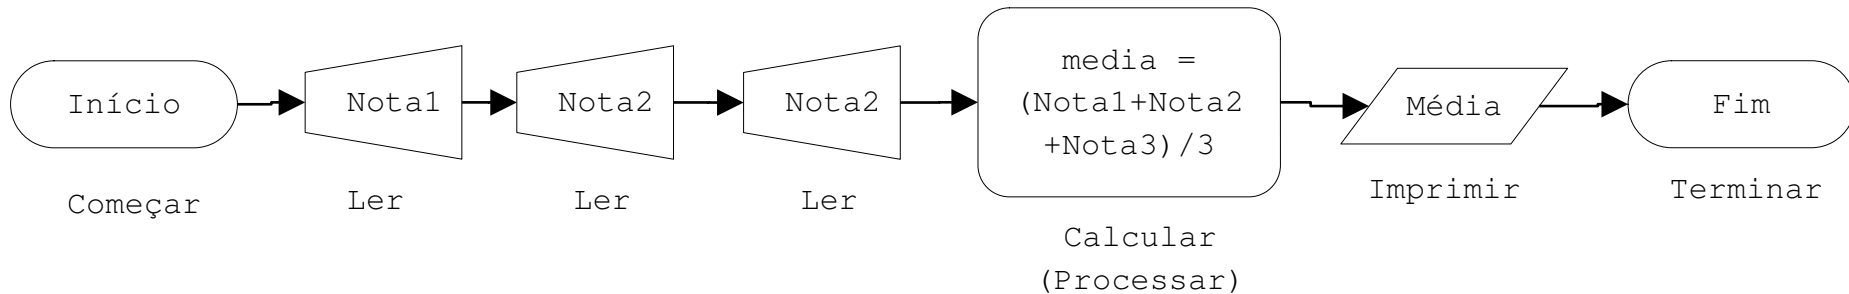 Início
Nota1
Nota2
Nota2
media =
(Nota1+Nota2
+Nota3)/3
Média
Fim
Começar
Ler
Ler
Ler
Calcular
(Processar)
Imprimir
Terminar